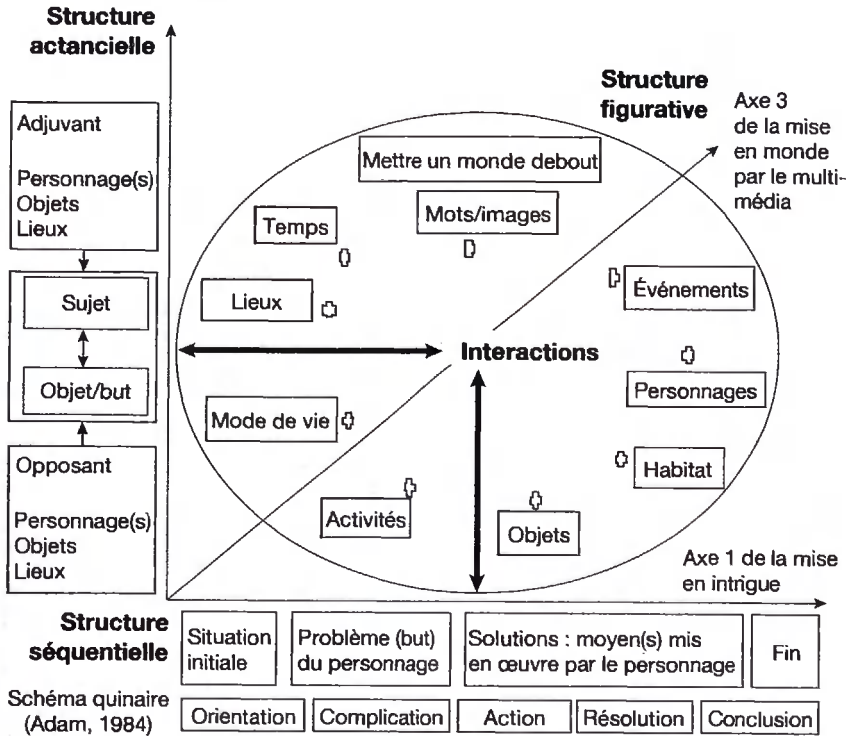 Structure
actancielle
Adjuvant
Personnage(s)
Objets
Lieux
Sujet
Objet/but
Opposant
Personnage(s)
Objets
Lieux
Structure
figurative
Axe 3
de la mise
en monde
par le multi-
média
Mettre un monde debout
Mots/images
Temps
Lieux
Événements
Interactions
Personnages
Mode de vie
Habitat
Activités
Objets
Axe 1 de la mise
en intrigue
Structure
séquentielle
Situation
initiale
Problème (but)
du personnage
Solutions : moyen(s) mis
en œuvre par le personnage
Fin
Schéma quinaire
(Adam, 1984)
Orientation
Complication
Action
Résolution
Conclusion